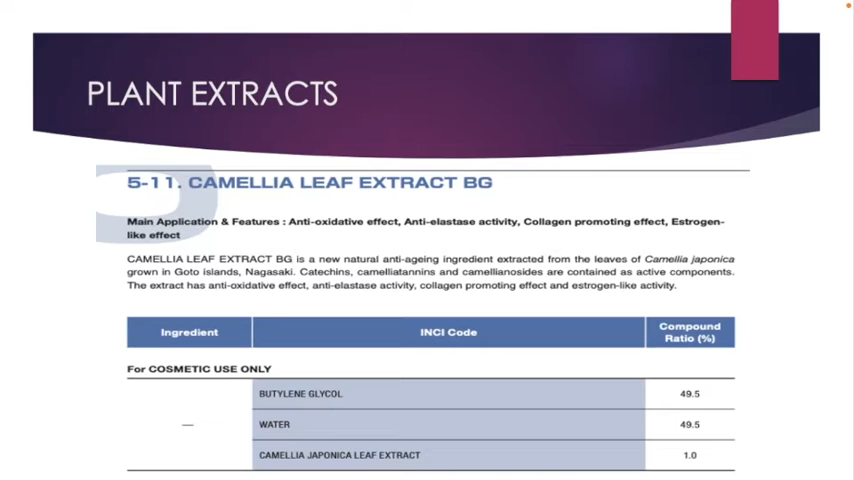 PLANT EXTRACTS
5-11. CAMELLIA LEAF EXTRACT BG
Main Application & Features : Anti-oxidative effect, Anti-elastase activity, Collagen promoting effect, Estrogen-
like effect
CAMELLIA LEAF EXTRACT BG is a new natural anti-ageing ingredient extracted from the leaves of Camellia japonica
grown in Goto islands, Nagasaki. Catechins, camelliatannins and camellianosides are contained as active components.
The extract has anti-oxidative effect, anti-elastase activity, collagen promoting effect and estrogen-like activity.
Ingredient INCI Code Compound
Ratio (%)
For COSMETIC USE ONLY
BUTYLENE GLYCOL 49.5
— WATER 49.5
CAMELLIA JAPONICA LEAF EXTRACT 1.0